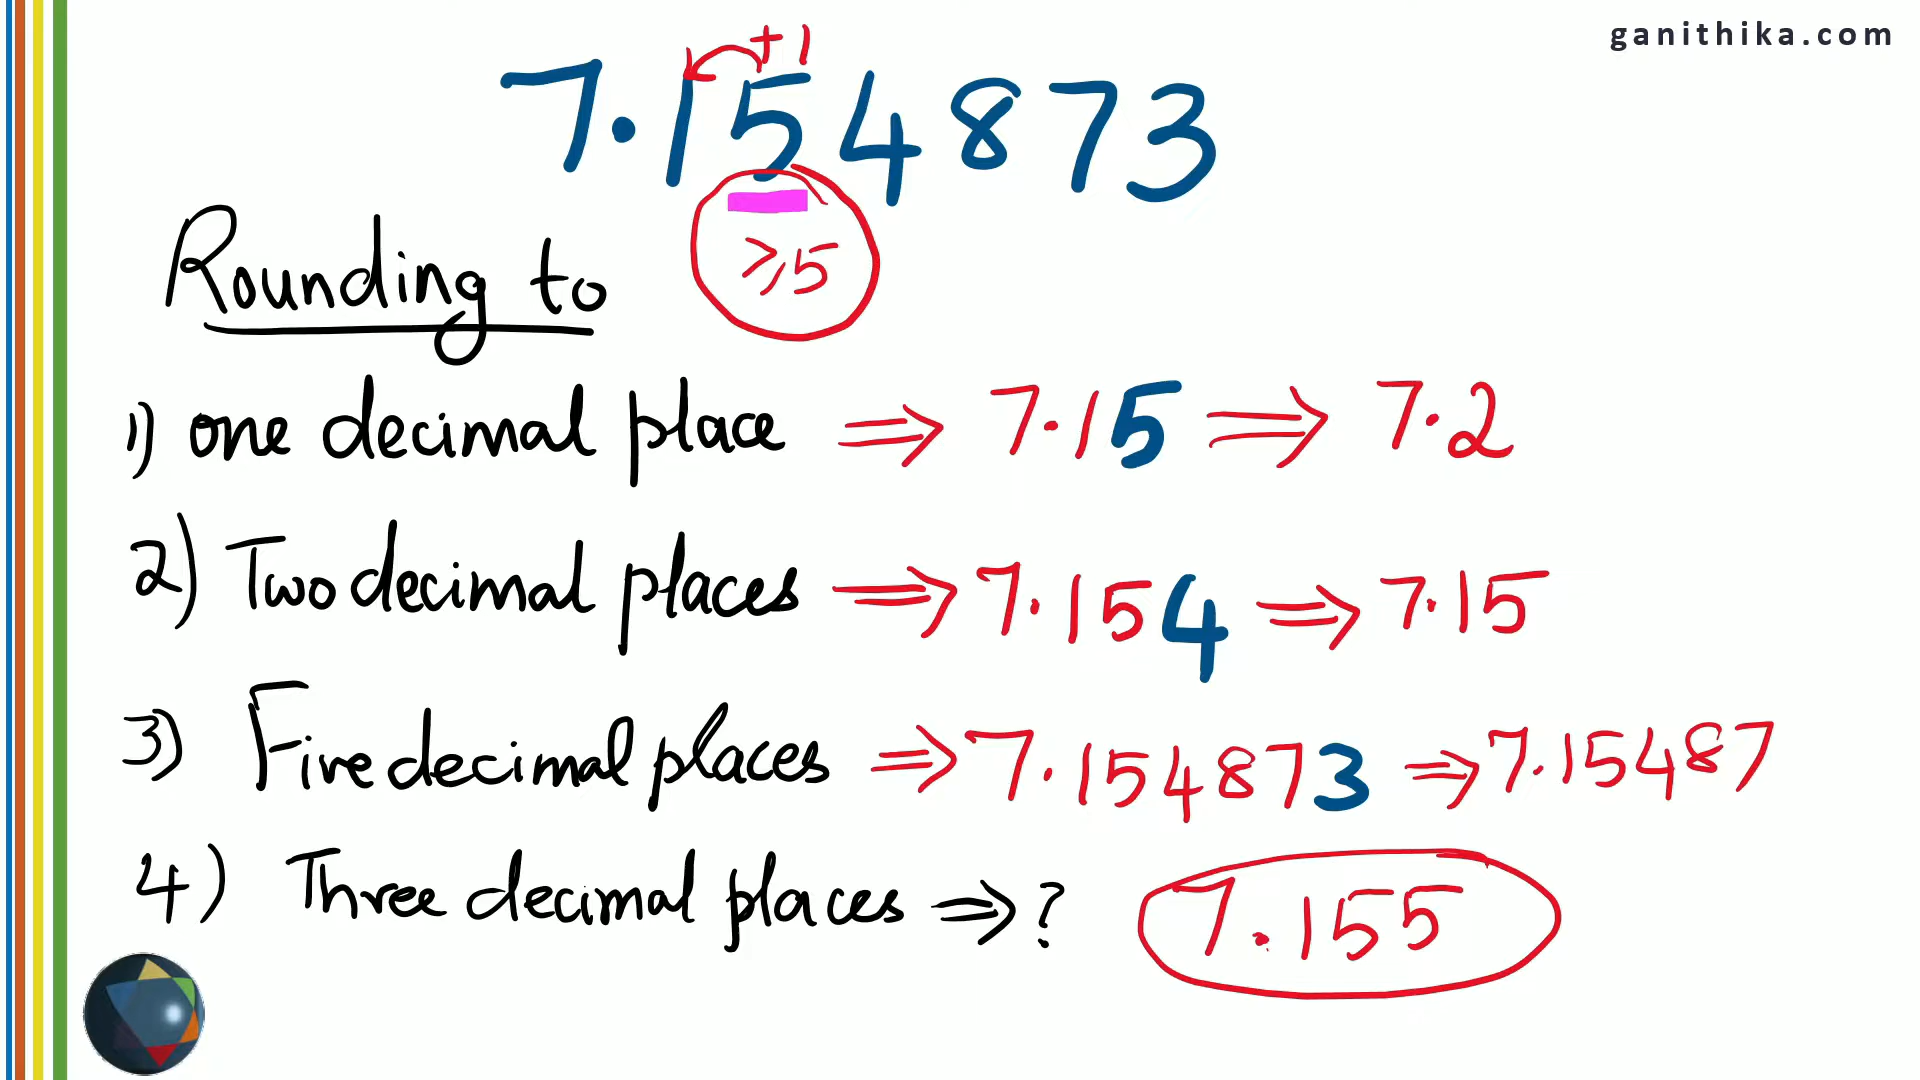 ganithika.com
+1
7.154873
≥5
Rounding to
1) one decimal place ⇒ 7.15 ⇒ 7.2
2) Two decimal places ⇒ 7.154 ⇒ 7.15
3) Five decimal places ⇒ 7.154873 ⇒ 7.15487
4) Three decimal places ⇒ ? 7.155